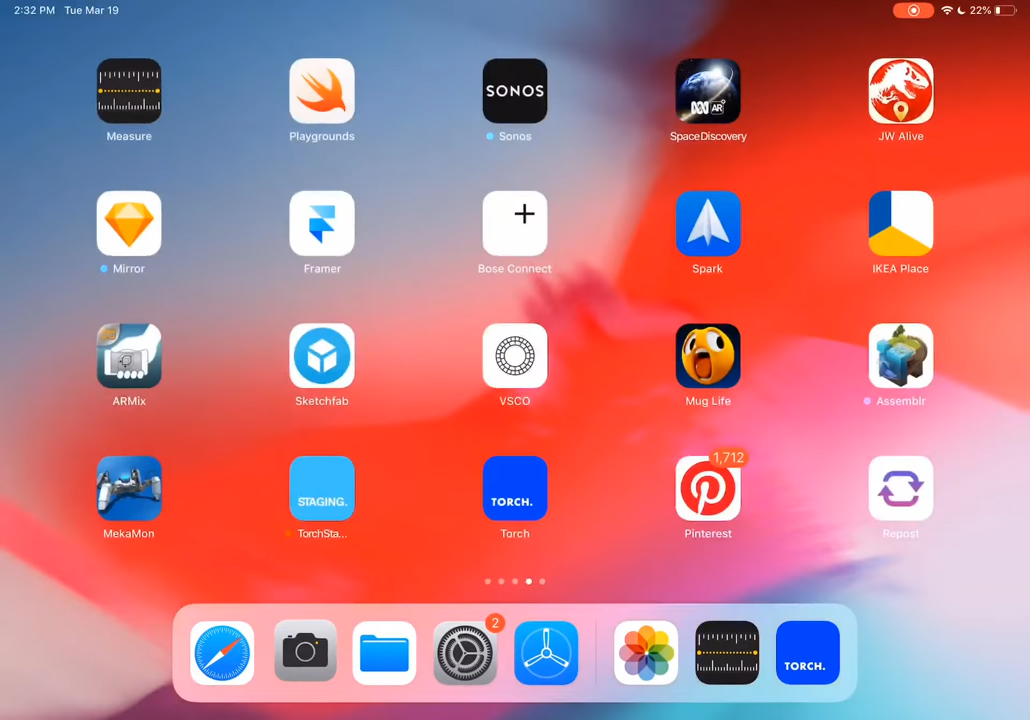 2:32 PM Tue Mar 19
22%
SONOS
AR
Measure
Playgrounds
Sonos
SpaceDiscovery
JW Alive
Mirror
Framer
Bose Connect
Spark
IKEA Place
ARMix
Sketchfab
VSCO
Mug Life
Assemblr
1,712
STAGING.
TORCH.
MekaMon
TorchSta...
Torch
Pinterest
Repost
2
TORCH.